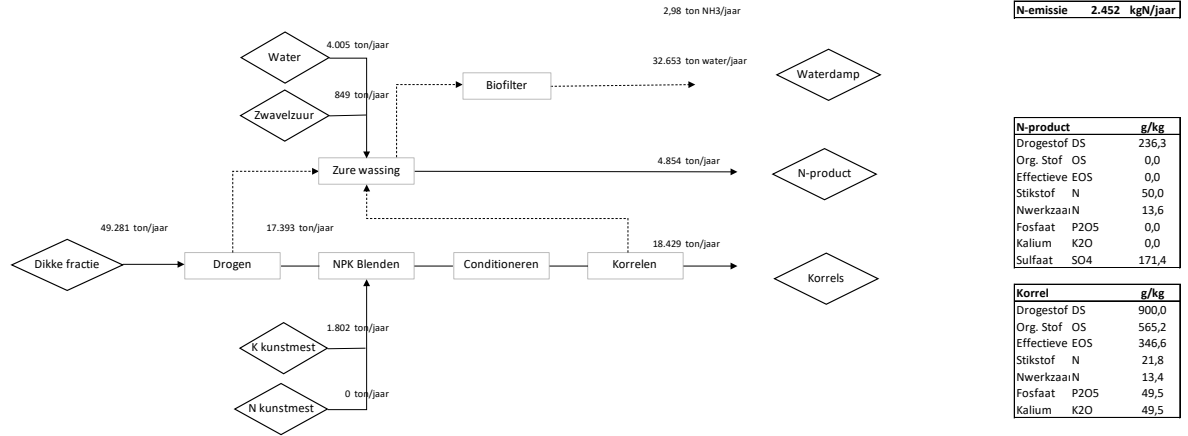 2,98 ton NH3/jaar
N-emissie 2.452 kgN/jaar
4.005 ton/jaar
Water
32.653 ton water/jaar
Biofilter
Waterdamp
849 ton/jaar
Zwavelzuur
Zure wassing
4.854 ton/jaar
N-product
49.281 ton/jaar
17.393 ton/jaar
18.429 ton/jaar
Dikke fractie
Drogen
NPK Blenden
Conditioneren
Korrelen
Korrels
1.802 ton/jaar
K kunstmest
0 ton/jaar
N kunstmest
N-product g/kg
Drogestof DS 236,3
Org. Stof OS 0,0
Effectieve EOS 0,0
Stikstof N 50,0
Nwerkzaa N 13,6
Fosfaat P2O5 0,0
Kalium K2O 0,0
Sulfaat SO4 171,4
Korrel g/kg
Drogestof DS 900,0
Org. Stof OS 565,2
Effectieve EOS 346,6
Stikstof N 21,8
Nwerkzaa N 13,4
Fosfaat P2O5 49,5
Kalium K2O 49,5